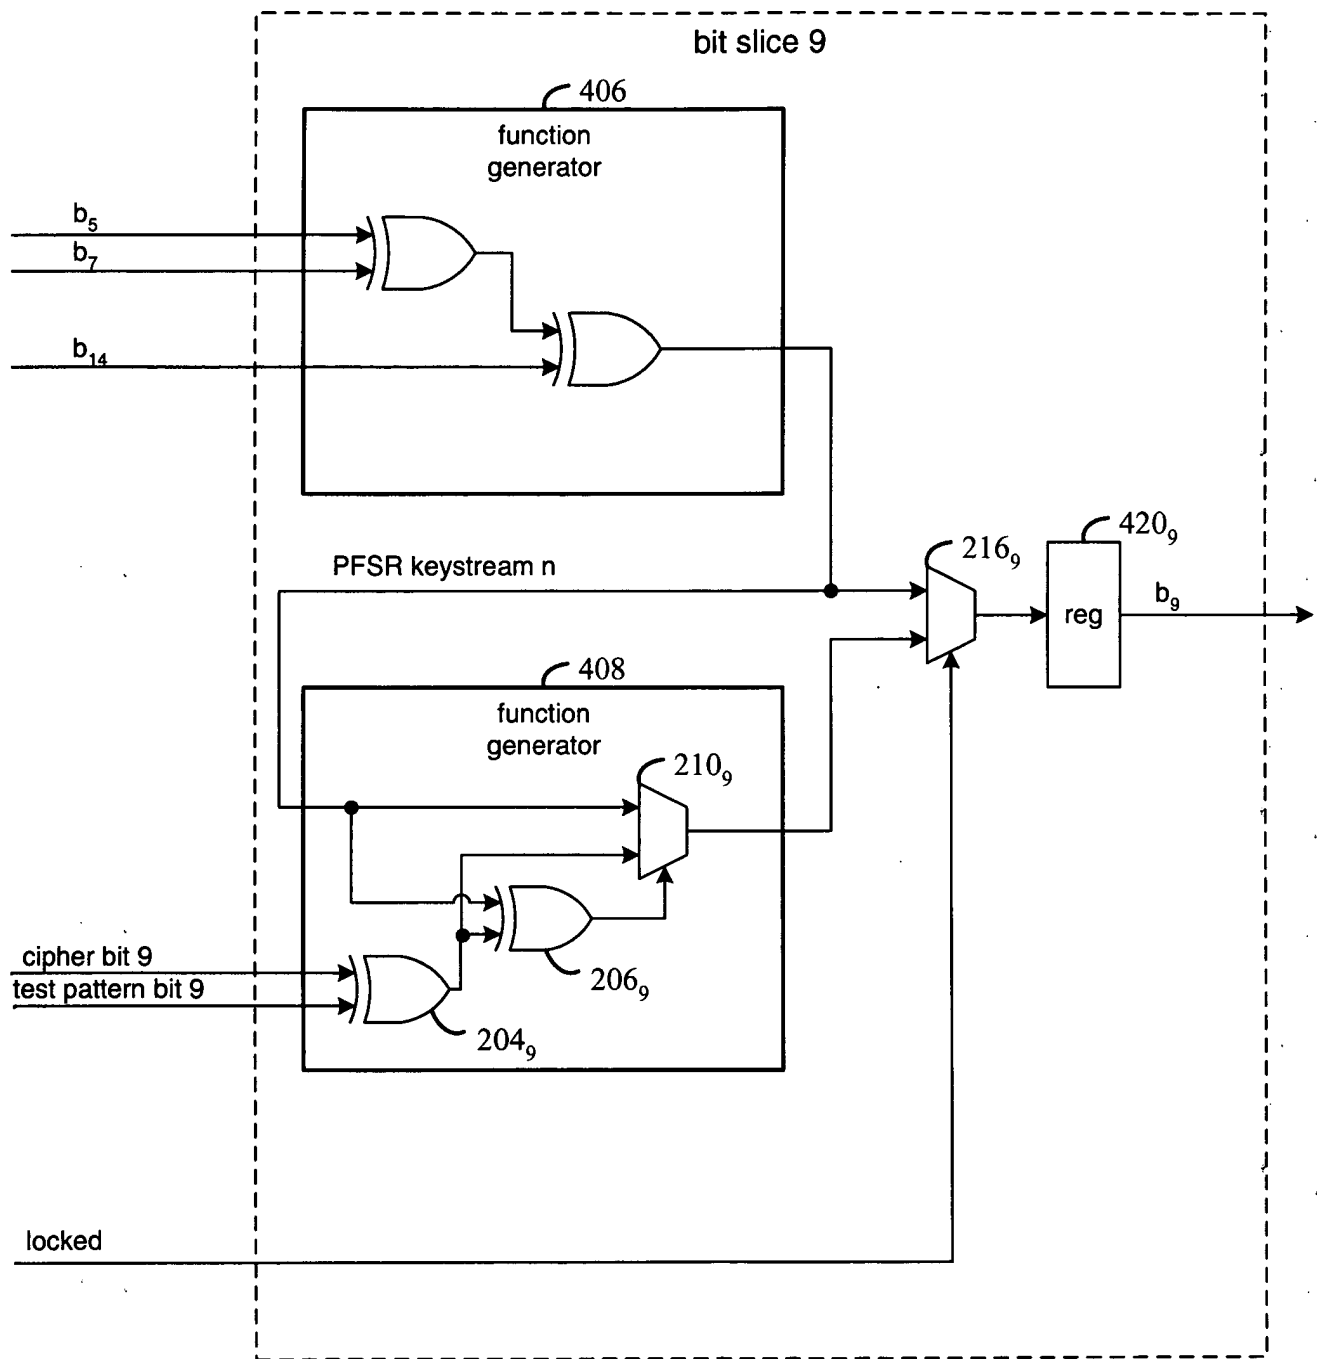 bit slice 9
406
function
generator
b5
b7
b14
PFSR keystream n
2169
4209
reg
b9
408
function
generator
2109
2069
cipher bit 9
test pattern bit 9
2049
locked